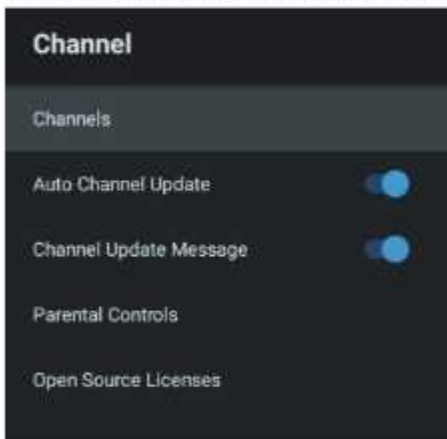 Channel
Channels
Auto Channel Update
Channel Update Message
Parental Controls
Open Source Licenses